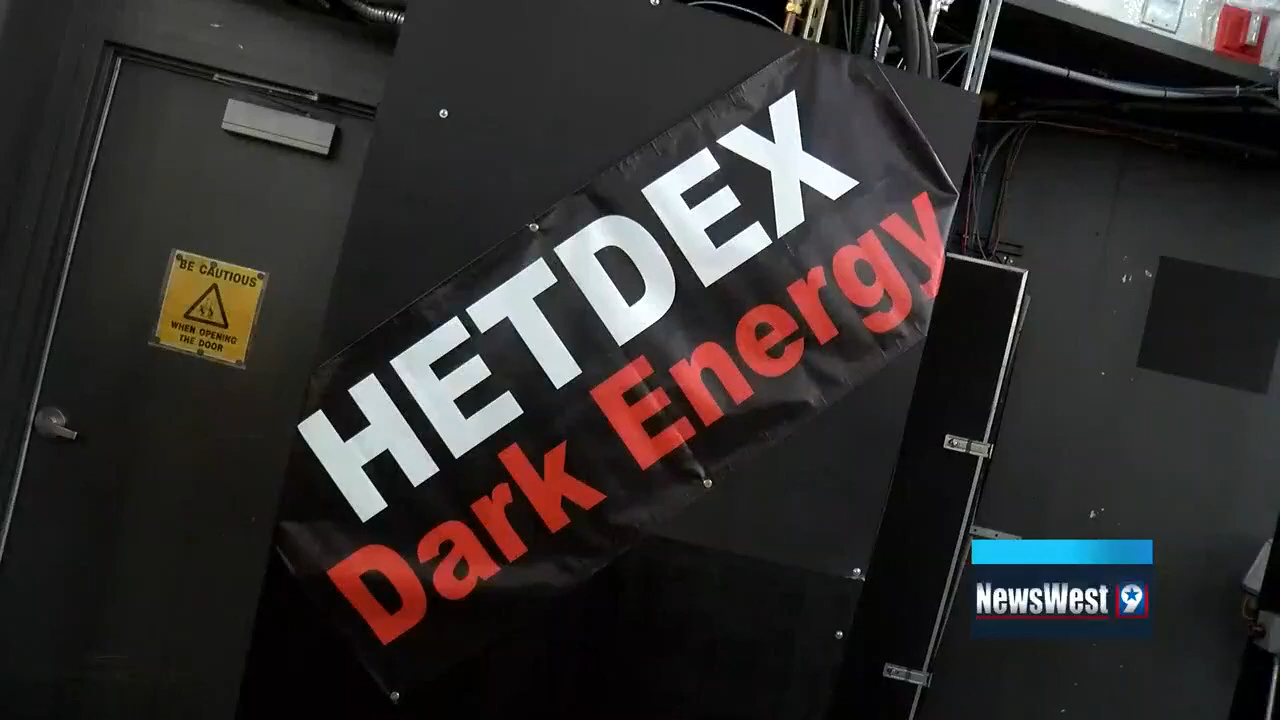 BE CAUTIOUS
WHEN OPENING
THE DOOR
HETDEX
Dark Energy
NewsWest 9